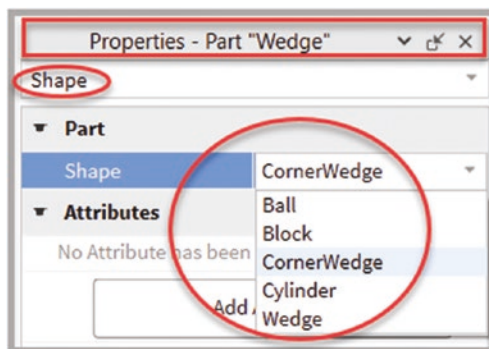 Properties - Part "Wedge"
Shape
Part
Shape CornerWedge
Attributes Ball
Block
No Attribute has been CornerWedge
Cylinder
Add Wedge